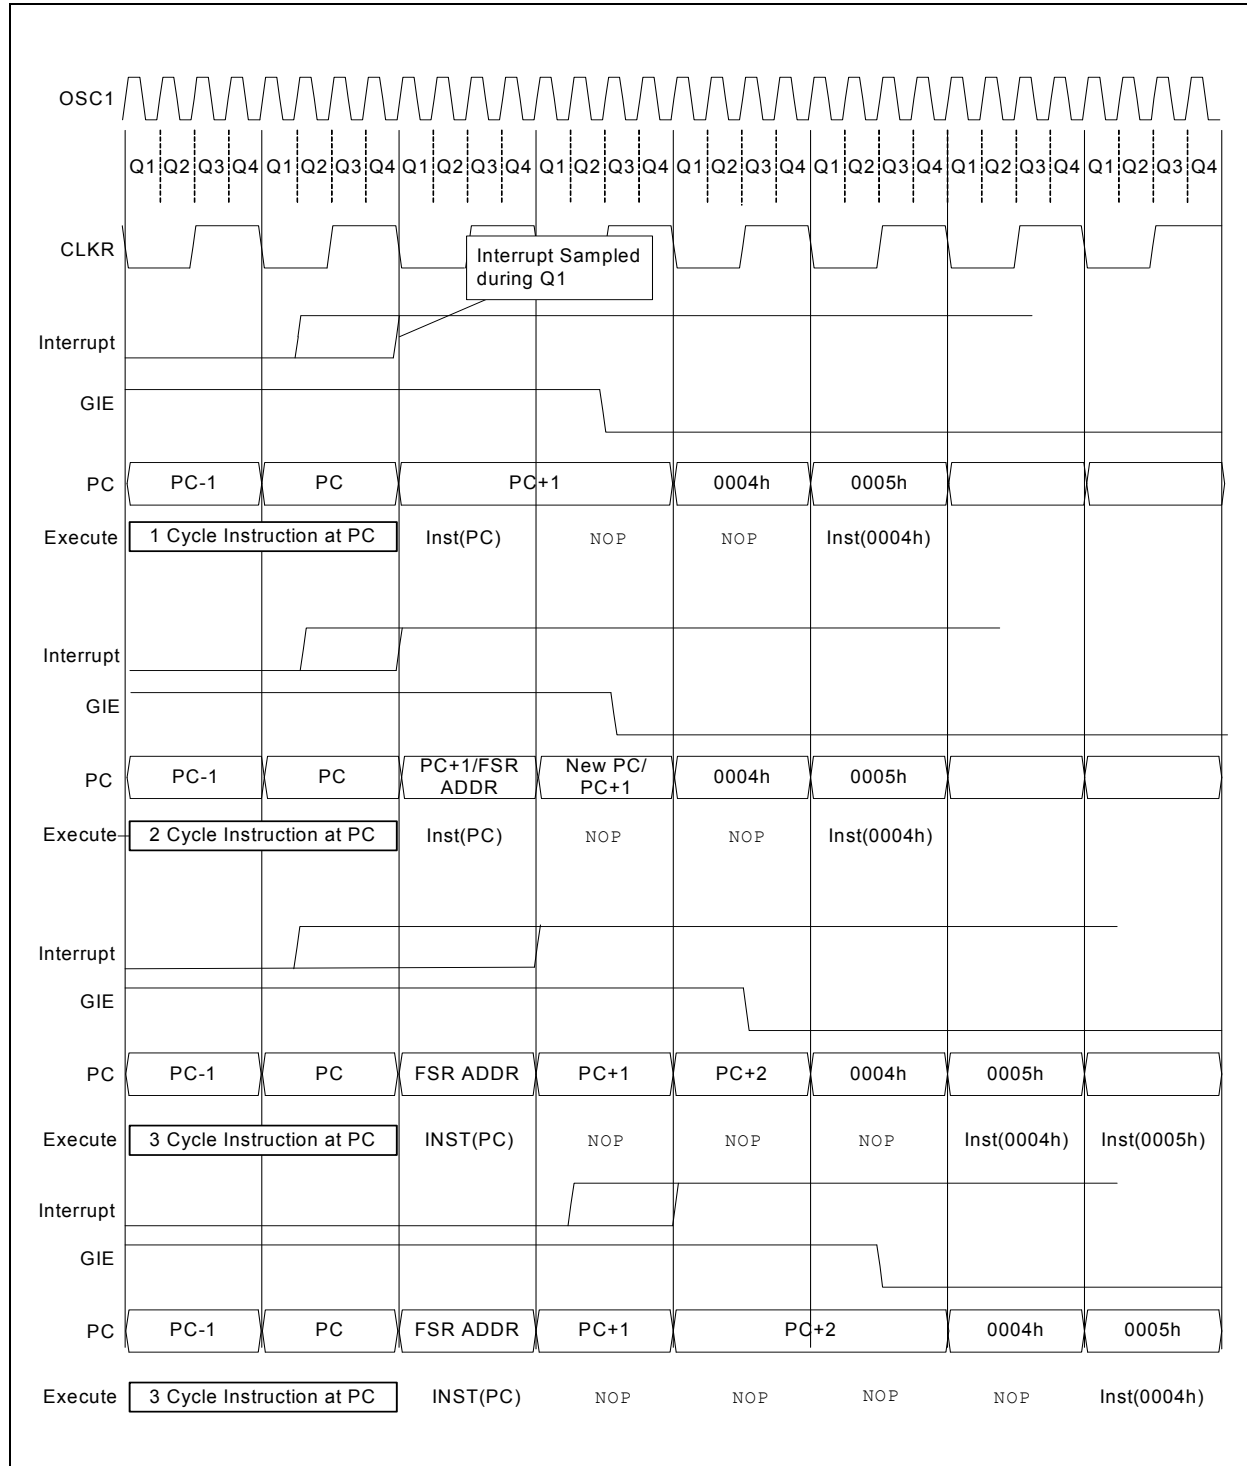 OSC1
Q1 Q2 Q3 Q4 Q1 Q2 Q3 Q4 Q1 Q2 Q3 Q4 Q1 Q2 Q3 Q4 Q1 Q2 Q3 Q4 Q1 Q2 Q3 Q4 Q1 Q2 Q3 Q4 Q1 Q2 Q3 Q4
CLKR
Interrupt Sampled
during Q1
Interrupt
GIE
PC PC-1 PC PC+1 0004h 0005h
Execute 1 Cycle Instruction at PC Inst(PC) NOP NOP Inst(0004h)
Interrupt
GIE
PC PC-1 PC PC+1/FSR ADDR New PC/ PC+1 0004h 0005h
Execute 2 Cycle Instruction at PC Inst(PC) NOP NOP Inst(0004h)
Interrupt
GIE
PC PC-1 PC FSR ADDR PC+1 PC+2 0004h 0005h
Execute 3 Cycle Instruction at PC INST(PC) NOP NOP NOP Inst(0004h) Inst(0005h)
Interrupt
GIE
PC PC-1 PC FSR ADDR PC+1 PC+2 0004h 0005h
Execute 3 Cycle Instruction at PC INST(PC) NOP NOP NOP NOP Inst(0004h)